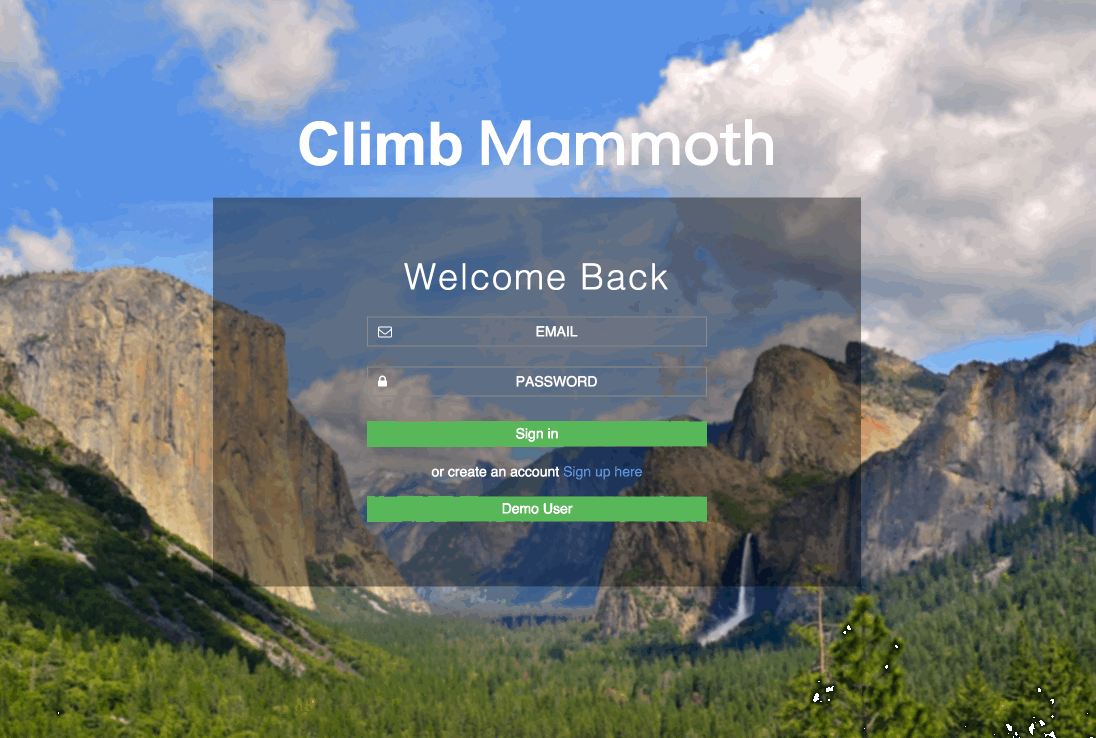 Climb Mammoth
Welcome Back
EMAIL
PASSWORD
Sign in
or create an account Sign up here
Demo User